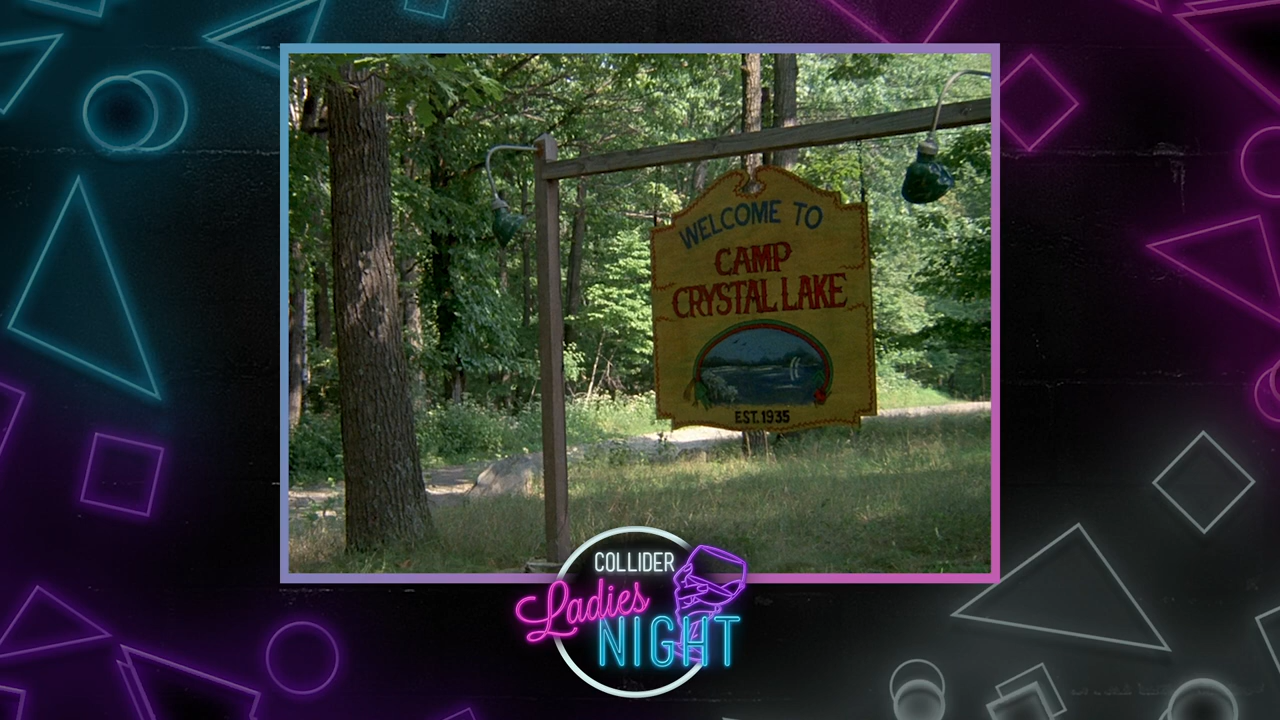 WELCOME TO
CAMP
CRYSTAL LAKE
EST. 1935
COLLIDER
Ladies
NIGHT